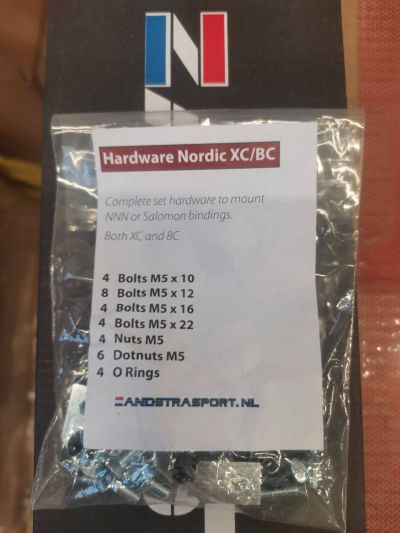 N
Hardware Nordic XC/BC
Complete set hardware to mount
NNN or Salomon bindings.
Both XC and BC
4 Bolts M5 x 10
8 Bolts M5 x 12
4 Bolts M5 x 16
4 Bolts M5 x 22
4 Nuts M5
6 Dotnuts M5
4 O Rings
LANDSTRASPORT.NL